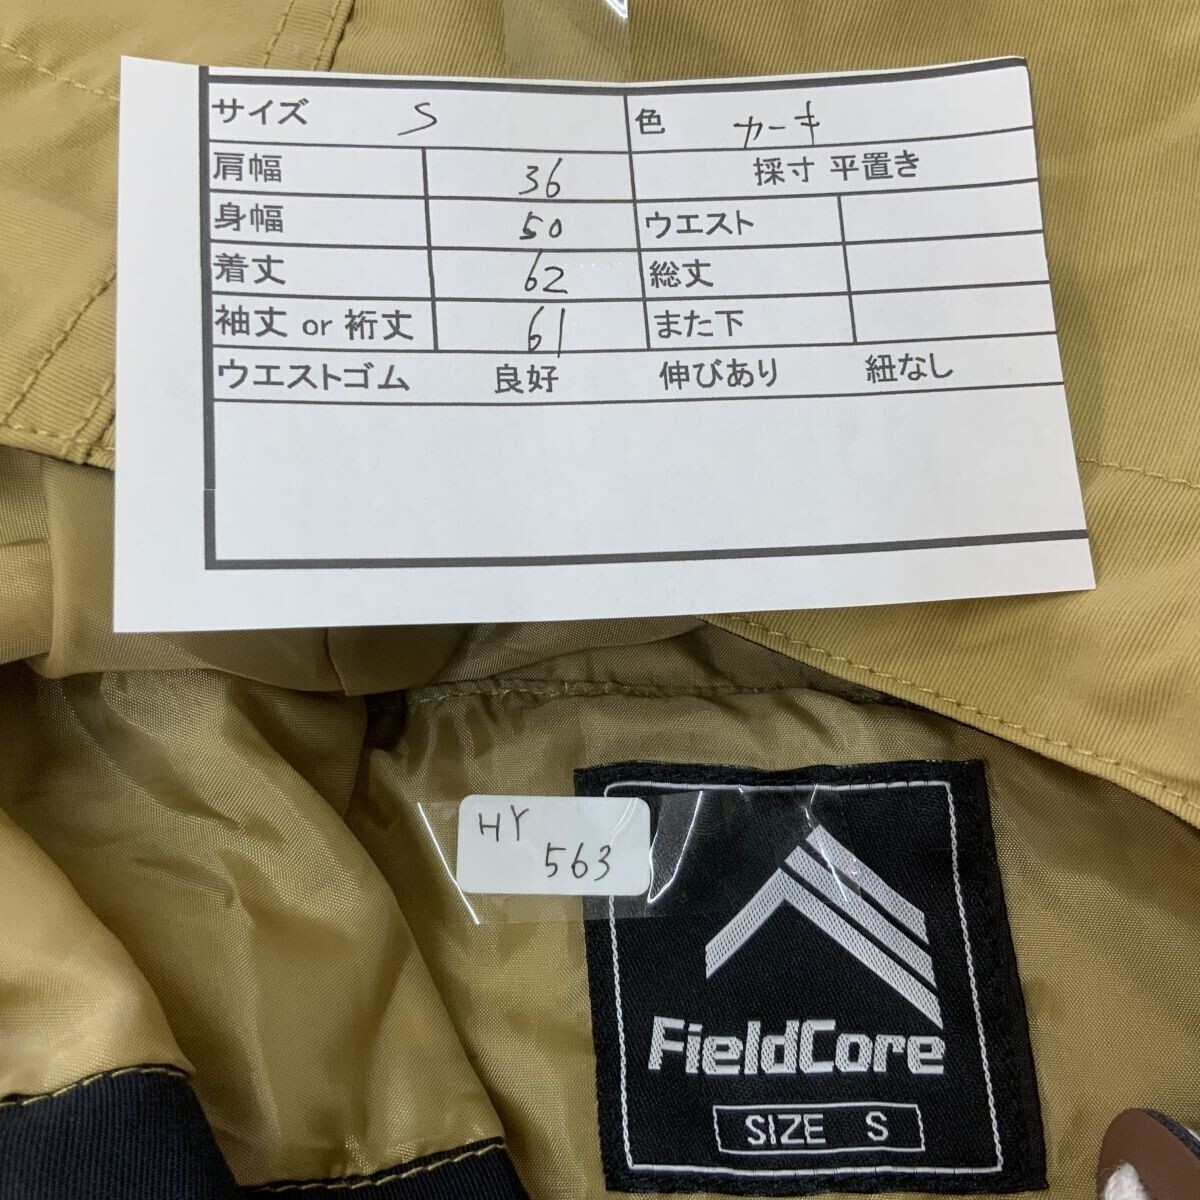 サイズ S 色 カーキ
肩幅 36 採寸 平置き
身幅 50 ウエスト
着丈 62 総丈
袖丈 or 裄丈 61 また下
ウエストゴム 良好 伸びあり 紐なし
HY
563
FieldCore
SIZE S